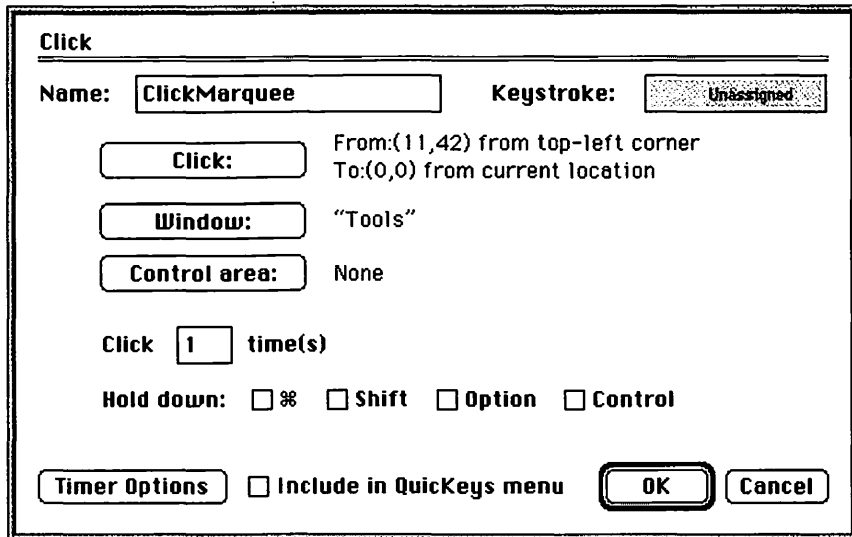 Click
Name: ClickMarquee Keystroke: Unassigned
Click: From:(11,42) from top-left corner
To:(0,0) from current location
Window: “Tools”
Control area: None
Click 1 time(s)
Hold down: ⌘ Shift Option Control
Timer Options Include in QuicKeys menu OK Cancel